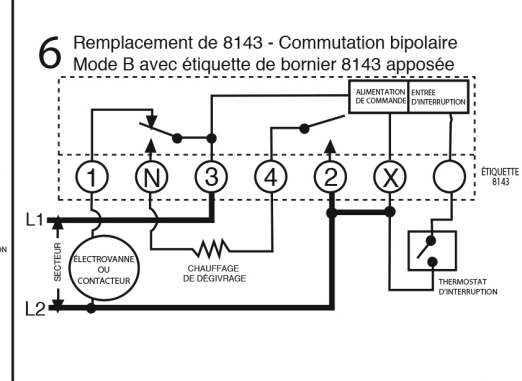 6 Remplacement de 8143 - Commutation bipolaire
Mode B avec étiquette de bornier 8143 apposée
ALIMENTATION
DE COMMANDE
ENTRÉE
D'INTERRUPTION
1 N 3 4 2 X
ÉTIQUETTE
8143
L1
SECTEUR
ÉLECTROVANNE
OU
CONTACTEUR
CHAUFFAGE
DE DÉGIVRAGE
THERMOSTAT
D'INTERRUPTION
L2
ON